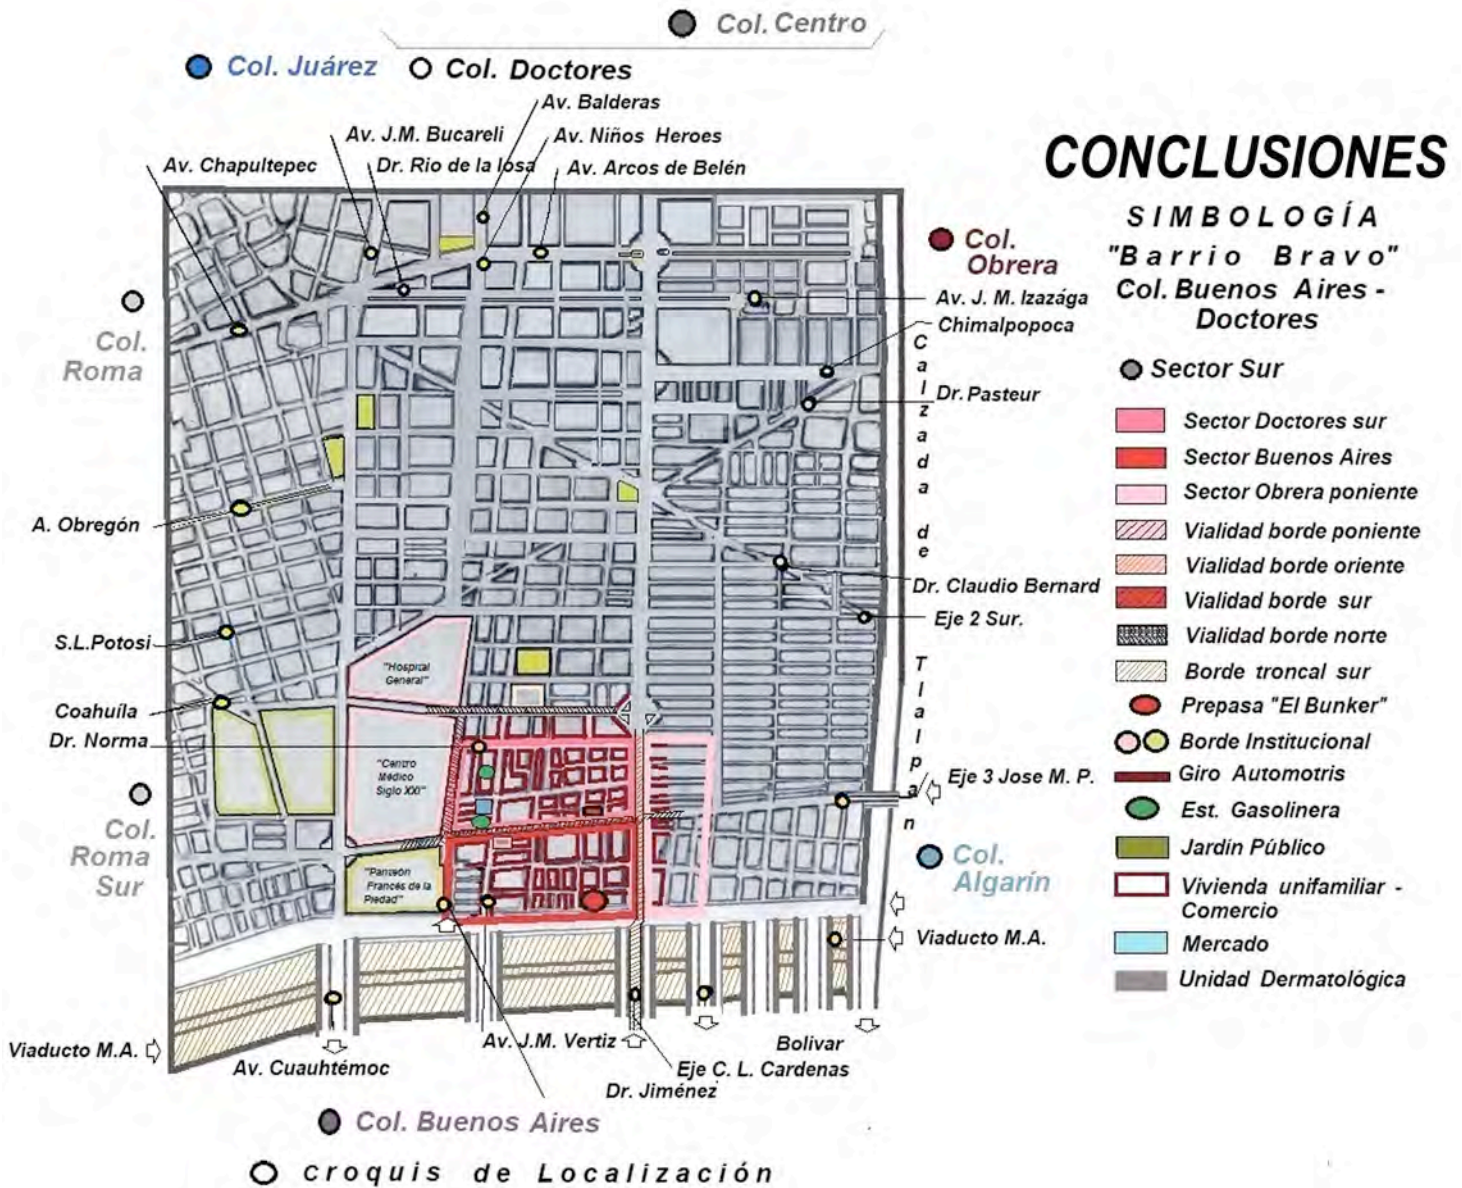 Col. Centro
Col. Juárez
Col. Doctores
Av. Balderas
Av. J.M. Bucareli
Av. Niños Heroes
Av. Chapultepec
Dr. Rio de la losa
Av. Arcos de Belén
CONCLUSIONES
SIMBOLOGÍA
"Barrio Bravo"
Col. Buenos Aires -
Doctores
Sector Sur
Sector Doctores sur
Sector Buenos Aires
Sector Obrera poniente
Vialidad borde poniente
Vialidad borde oriente
Vialidad borde sur
Vialidad borde norte
Borde troncal sur
Prepasa "El Bunker"
Borde Institucional
Giro Automotris
Est. Gasolinera
Jardín Público
Vivienda unifamiliar -
Comercio
Mercado
Unidad Dermatológica
Col.
Obrera
Av. J. M. Izazága
Chimalpopoca
Dr. Pasteur
Calzada de Tlalpan
Dr. Claudio Bernard
Eje 2 Sur.
Eje 3 Jose M. P.
Col.
Algarín
Viaducto M.A.
Col.
Roma
A. Obregón
S.L.Potosi
Coahuíla
Dr. Norma
Col.
Roma
Sur
"Hospital
General"
"Centro
Médico
Siglo XXI"
"Panteón
Francés de la
Piedad"
Viaducto M.A.
Av. Cuauhtémoc
Av. J.M. Vertiz
Bolivar
Eje C. L. Cardenas
Dr. Jiménez
Col. Buenos Aires
croquis de Localización